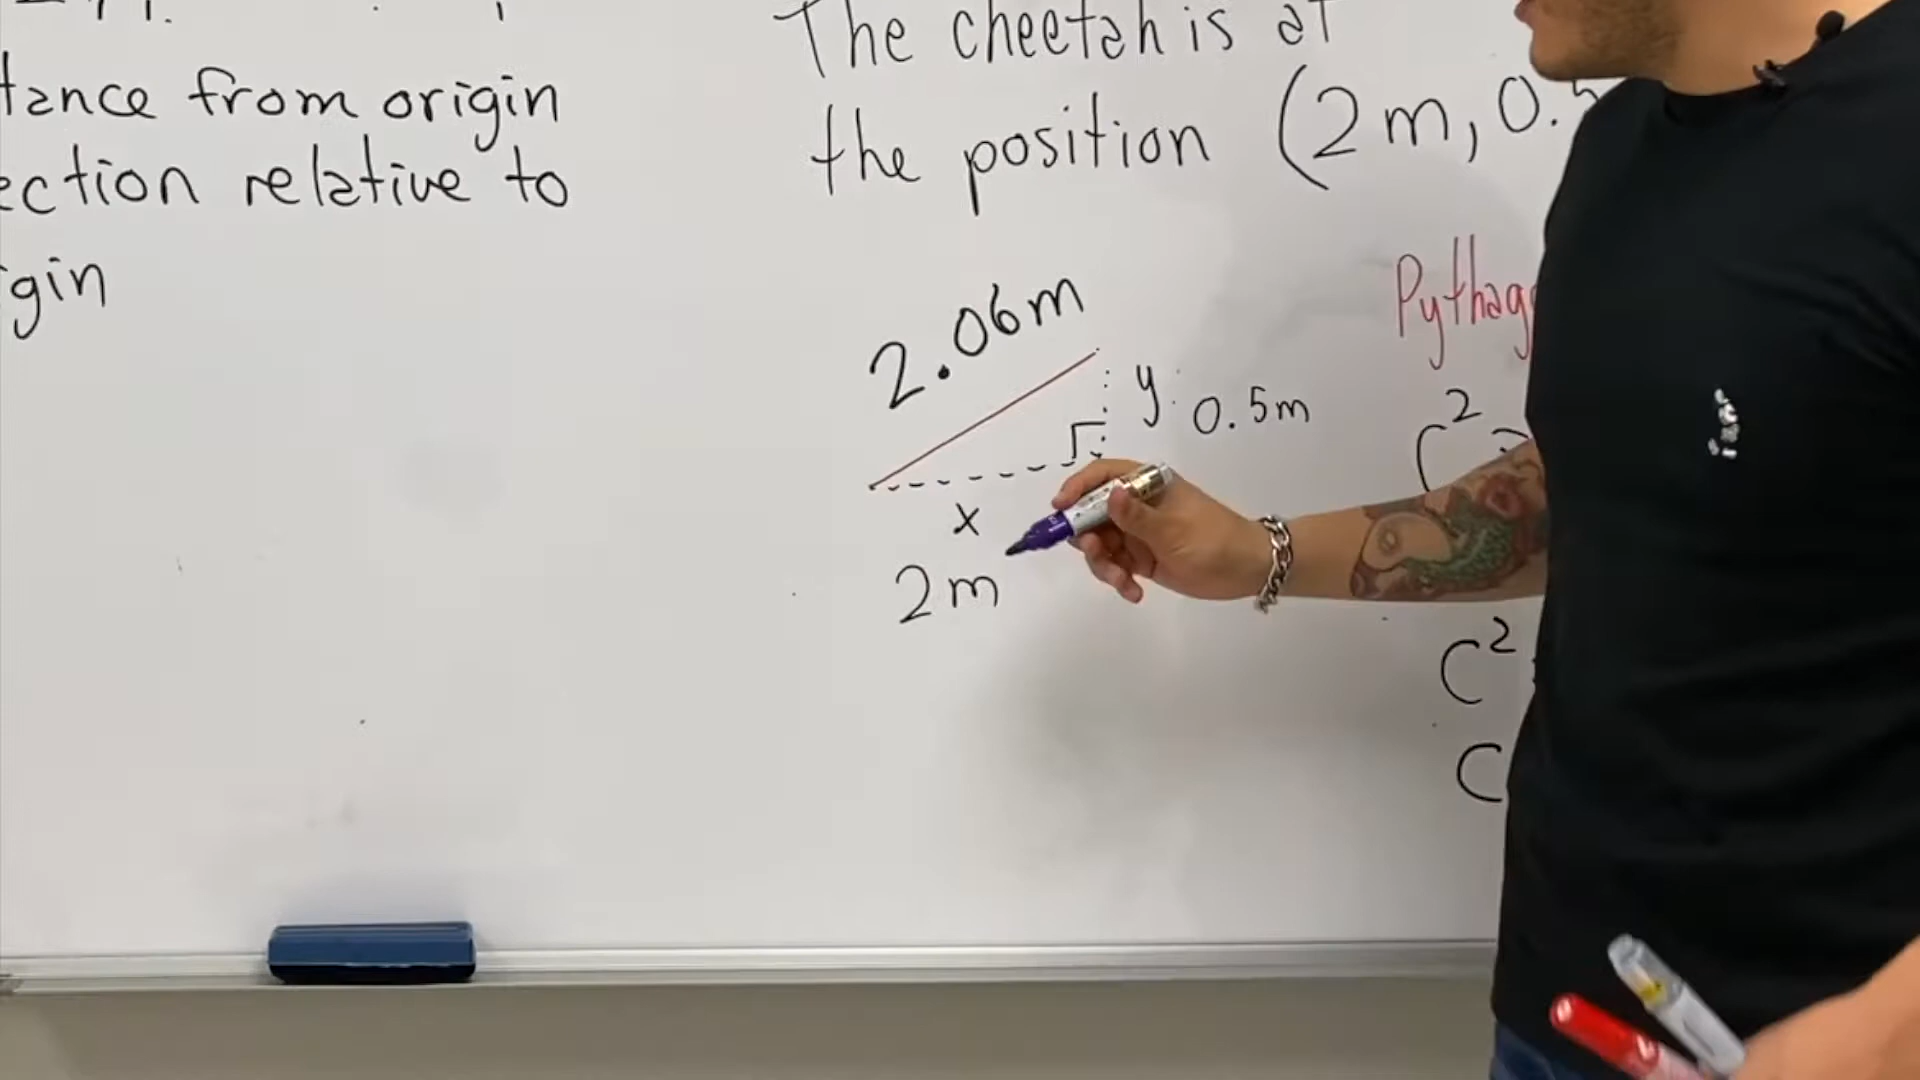 tance from origin
ection relative to
gin
The cheetah is at
the position (2m, 0.5
2.06m
y 0.5m
x
2m
Pythag
C² =
C²
C